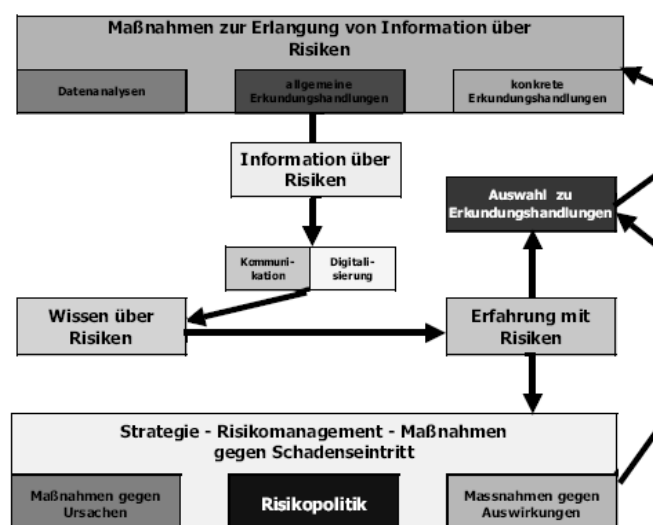 Maßnahmen zur Erlangung von Information über
Risiken
Datenanalysen
allgemeine
Erkundungshandlungen
konkrete
Erkundungshandlungen
Information über
Risiken
Auswahl zu
Erkundungshandlungen
Kommuni-
kation
Digitali-
sierung
Wissen über
Risiken
Erfahrung mit
Risiken
Strategie - Risikomanagement - Maßnahmen
gegen Schadenseintritt
Maßnahmen gegen
Ursachen
Risikopolitik
Massnahmen gegen
Auswirkungen